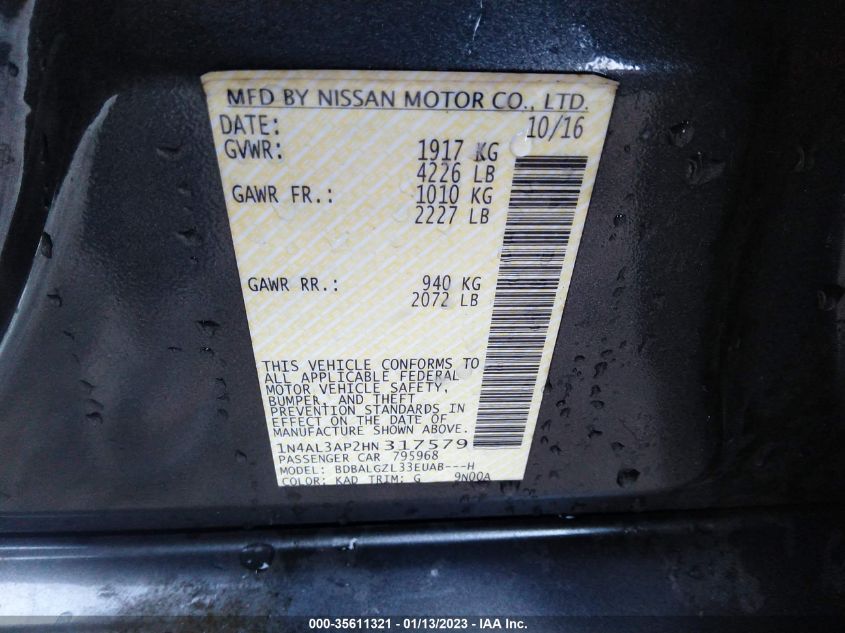 MFD BY NISSAN MOTOR CO., LTD.
DATE: 10/16
GVWR: 1917 KG
4226 LB
GAWR FR.: 1010 KG
2227 LB
GAWR RR.: 940 KG
2072 LB
THIS VEHICLE CONFORMS TO
ALL APPLICABLE FEDERAL
MOTOR VEHICLE SAFETY,
BUMPER, AND THEFT
PREVENTION STANDARDS IN
EFFECT ON THE DATE OF
MANUFACTURE SHOWN ABOVE.
1N4AL3AP2HN317579
PASSENGER CAR 795968
MODEL: BDBALGZL33EUAB---H
COLOR: KAD TRIM: G 9N00A
000-35611321 - 01/13/2023 - IAA Inc.